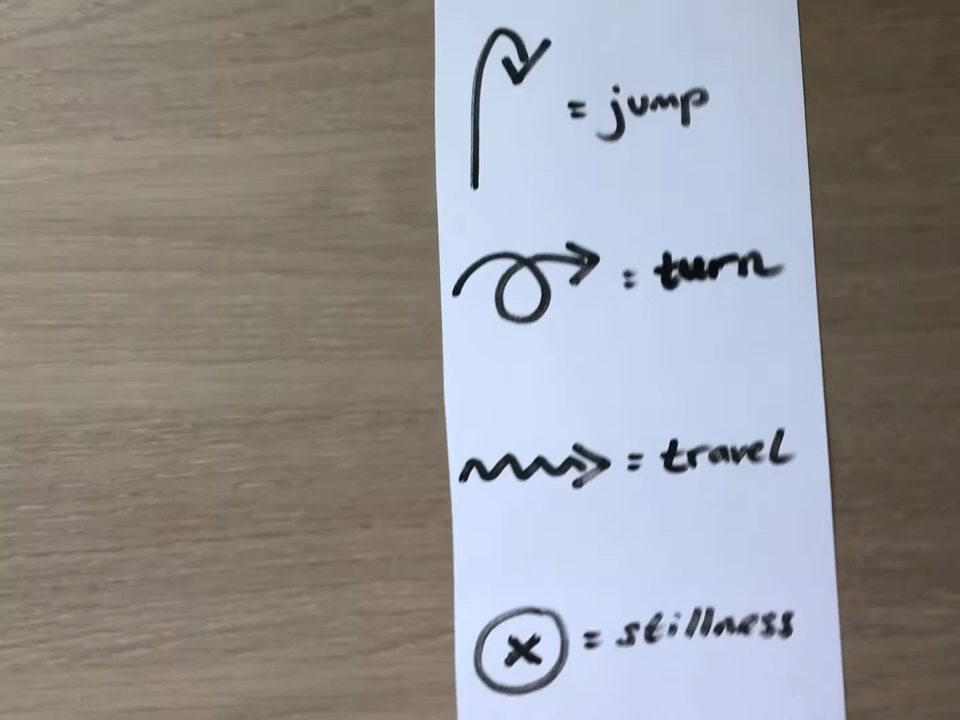 = jump
= turn
= travel
= stillness